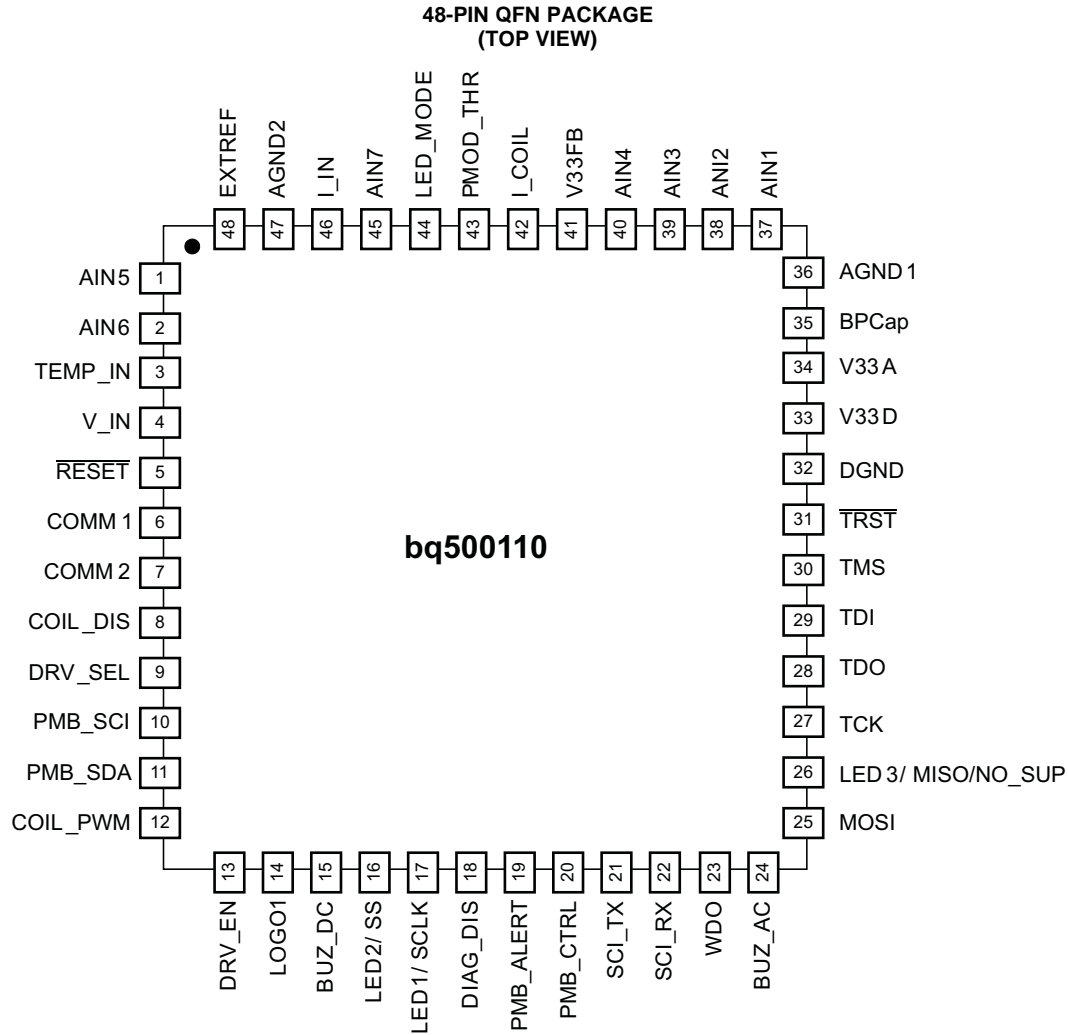 48-PIN QFN PACKAGE
(TOP VIEW)
EXTREF
AGND2
I_IN
AIN7
LED_MODE
PMOD_THR
I_COIL
V33FB
AIN4
AIN3
ANI2
AIN1
48
47
46
45
44
43
42
41
40
39
38
37
AIN5 1
AIN6 2
TEMP_IN 3
V_IN 4
RESET 5
COMM 1 6
COMM 2 7
COIL_DIS 8
DRV_SEL 9
PMB_SCI 10
PMB_SDA 11
COIL_PWM 12
bq500110
36 AGND 1
35 BPCap
34 V33A
33 V33D
32 DGND
31 TRST
30 TMS
29 TDI
28 TDO
27 TCK
26 LED 3/ MISO/NO_SUP
25 MOSI
13
14
15
16
17
18
19
20
21
22
23
24
DRV_EN
LOGO1
BUZ_DC
LED2/ SS
LED1/ SCLK
DIAG_DIS
PMB_ALERT
PMB_CTRL
SCI_TX
SCI_RX
WDO
BUZ_AC